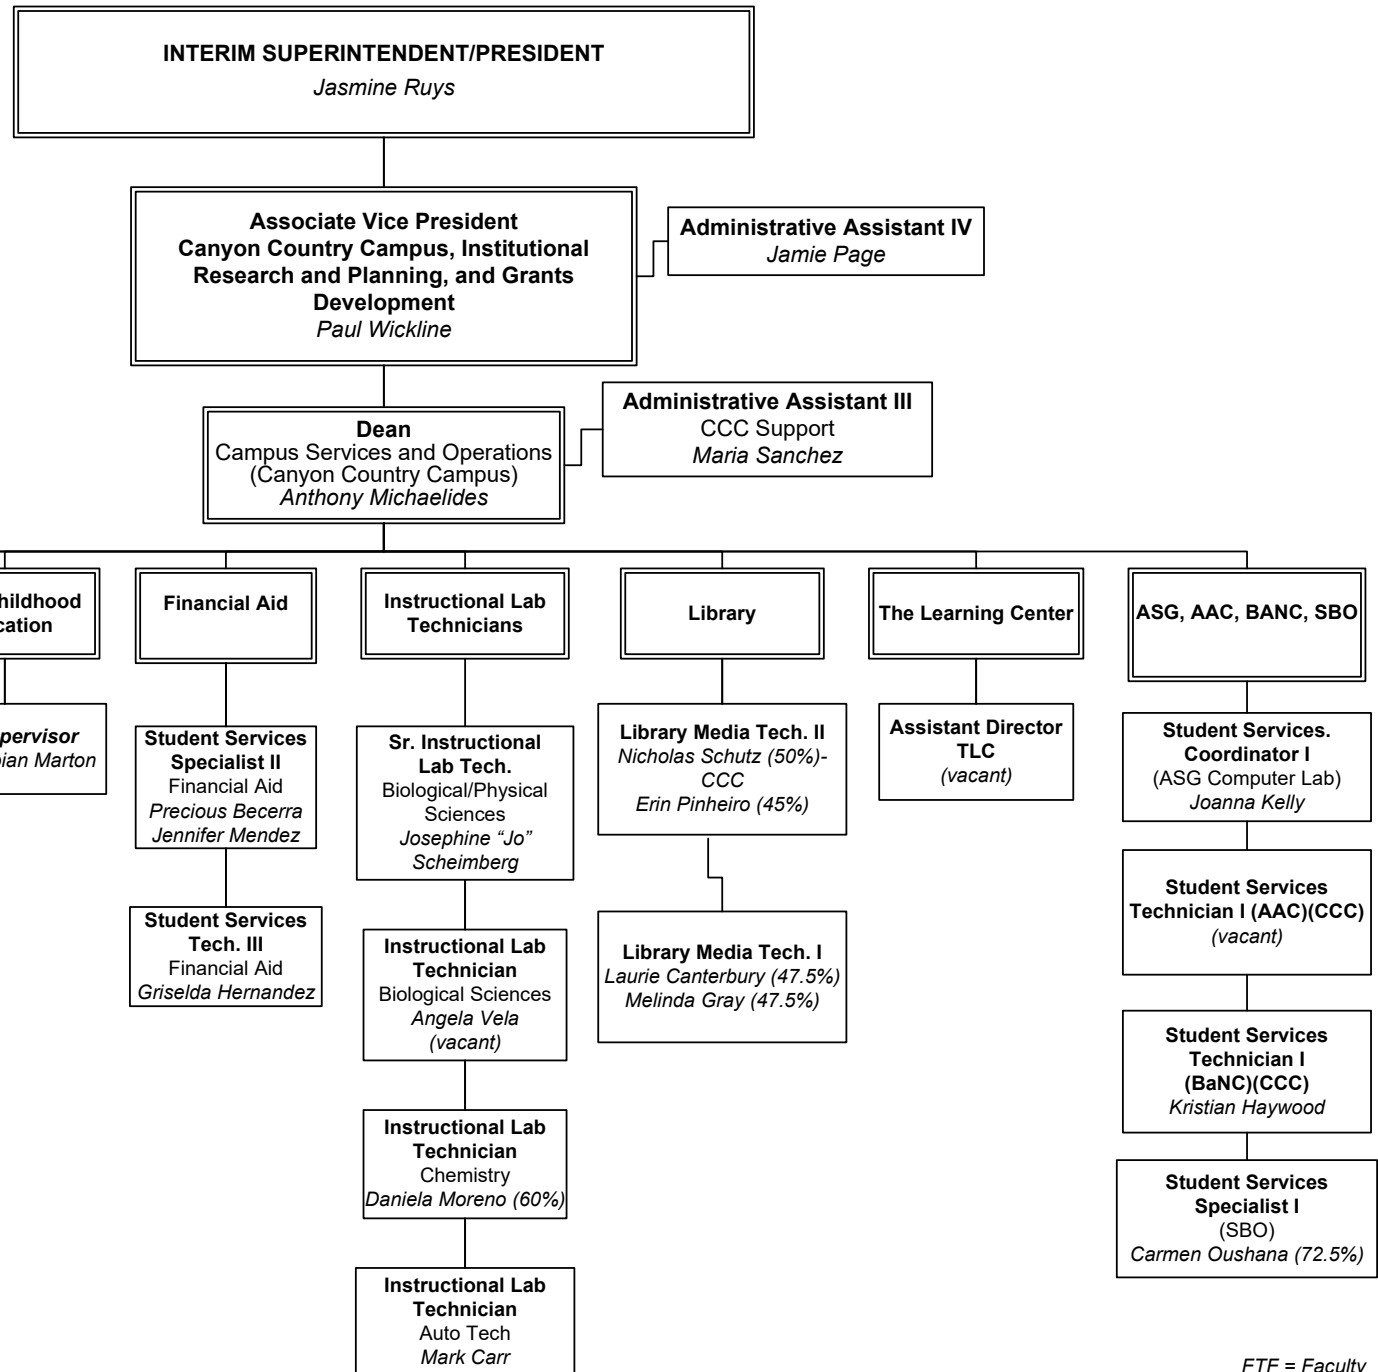 INTERIM SUPERINTENDENT/PRESIDENT
Jasmine Ruys
Associate Vice President
Canyon Country Campus, Institutional
Research and Planning, and Grants
Development
Paul Wickline
Administrative Assistant IV
Jamie Page
Dean
Campus Services and Operations
(Canyon Country Campus)
Anthony Michaelides
Administrative Assistant III
CCC Support
Maria Sanchez
Financial Aid
Student Services
Specialist II
Financial Aid
Precious Becerra
Jennifer Mendez
Student Services
Tech. III
Financial Aid
Griselda Hernandez
Instructional Lab
Technicians
Sr. Instructional
Lab Tech.
Biological/Physical
Sciences
Josephine “Jo”
Scheimberg
Instructional Lab
Technician
Biological Sciences
Angela Vela
(vacant)
Instructional Lab
Technician
Chemistry
Daniela Moreno (60%)
Instructional Lab
Technician
Auto Tech
Mark Carr
Library
Library Media Tech. II
Nicholas Schutz (50%)-
CCC
Erin Pinheiro (45%)
Library Media Tech. I
Laurie Canterbury (47.5%)
Melinda Gray (47.5%)
The Learning Center
Assistant Director
TLC
(vacant)
ASG, AAC, BANC, SBO
Student Services.
Coordinator I
(ASG Computer Lab)
Joanna Kelly
Student Services
Technician I (AAC)(CCC)
(vacant)
Student Services
Technician I
(BaNC)(CCC)
Kristian Haywood
Student Services
Specialist I
(SBO)
Carmen Oushana (72.5%)
Marton
FTF = Faculty